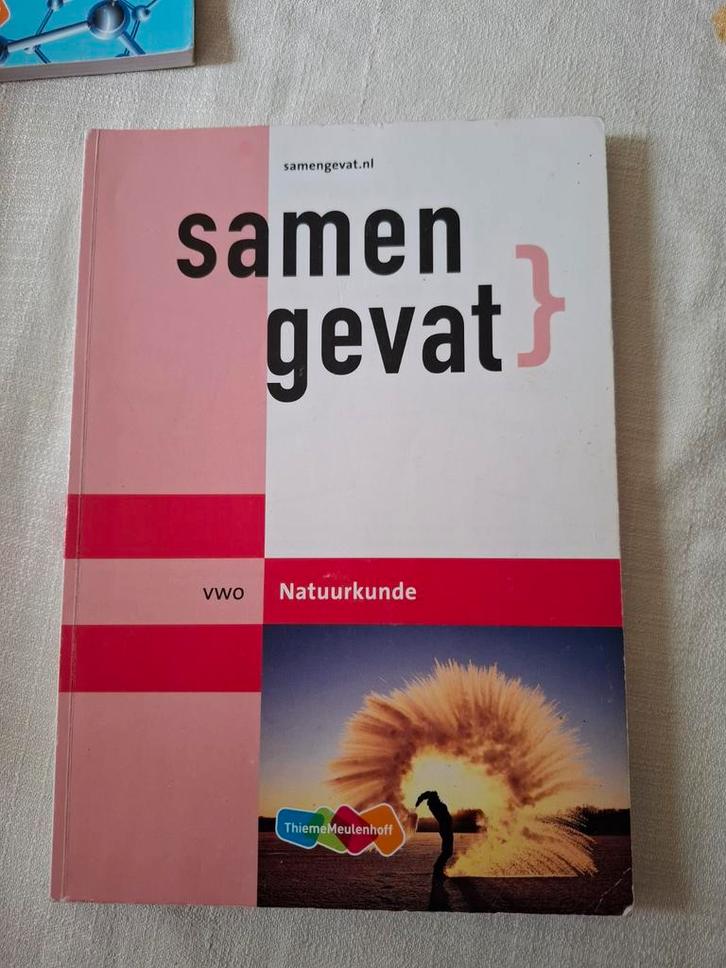 samengevat.nl
samen
gevat}
vwo Natuurkunde
ThiemeMeulenhoff